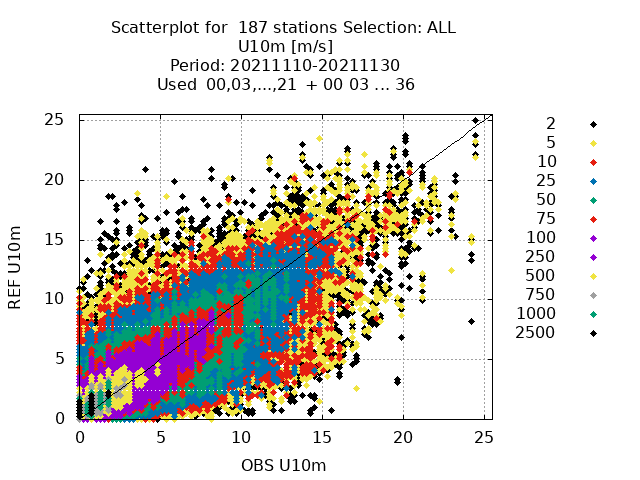 Scatterplot for  187 stations Selection: ALL
U10m [m/s]
Period: 20211110-20211130
Used  00,03,...,21  + 00 03 ... 36
REF U10m
25
20
15
10
5
0
0 5 10 15 20 25
OBS U10m
2
5
10
25
50
75
100
250
500
750
1000
2500